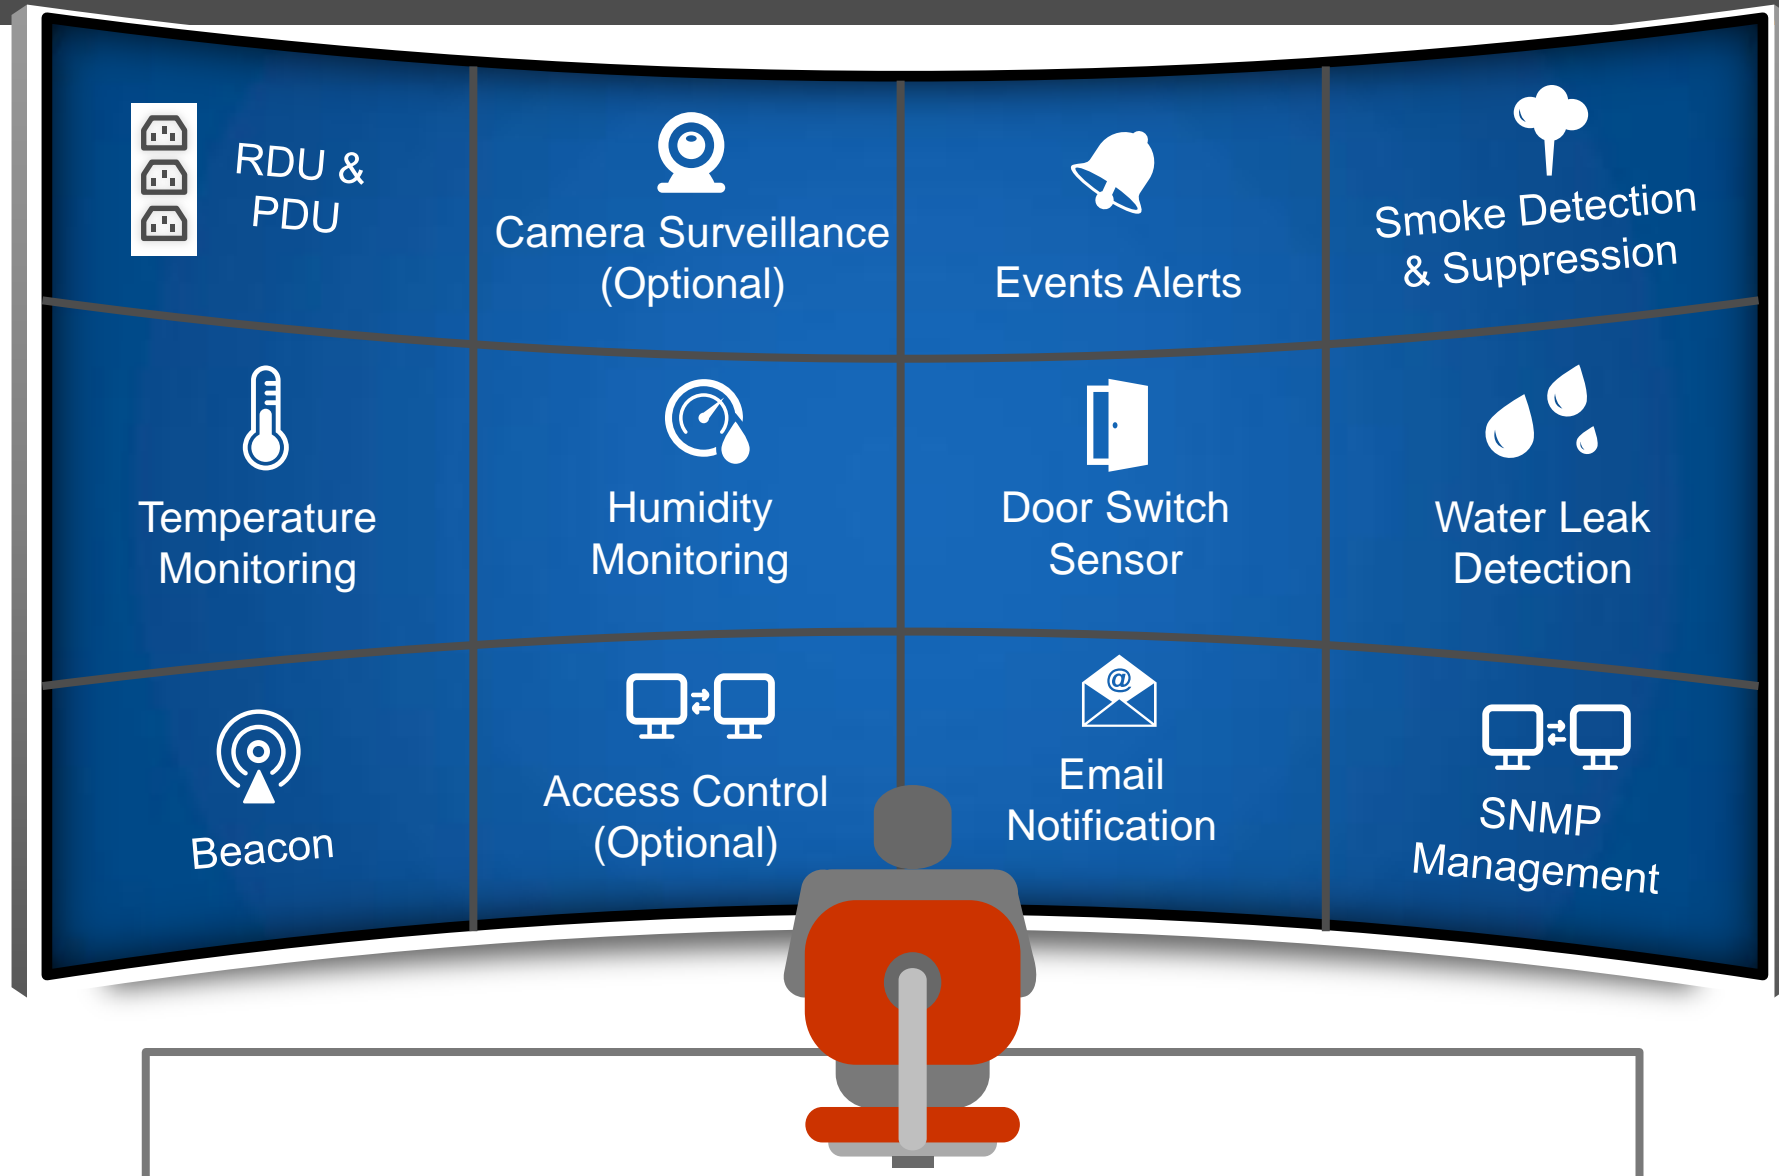 RDU &
PDU
Camera Surveillance
(Optional)
Events Alerts
Smoke Detection
& Suppression
Temperature
Monitoring
Humidity
Monitoring
Door Switch
Sensor
Water Leak
Detection
Beacon
Access Control
(Optional)
@
Email
Notification
SNMP
Management